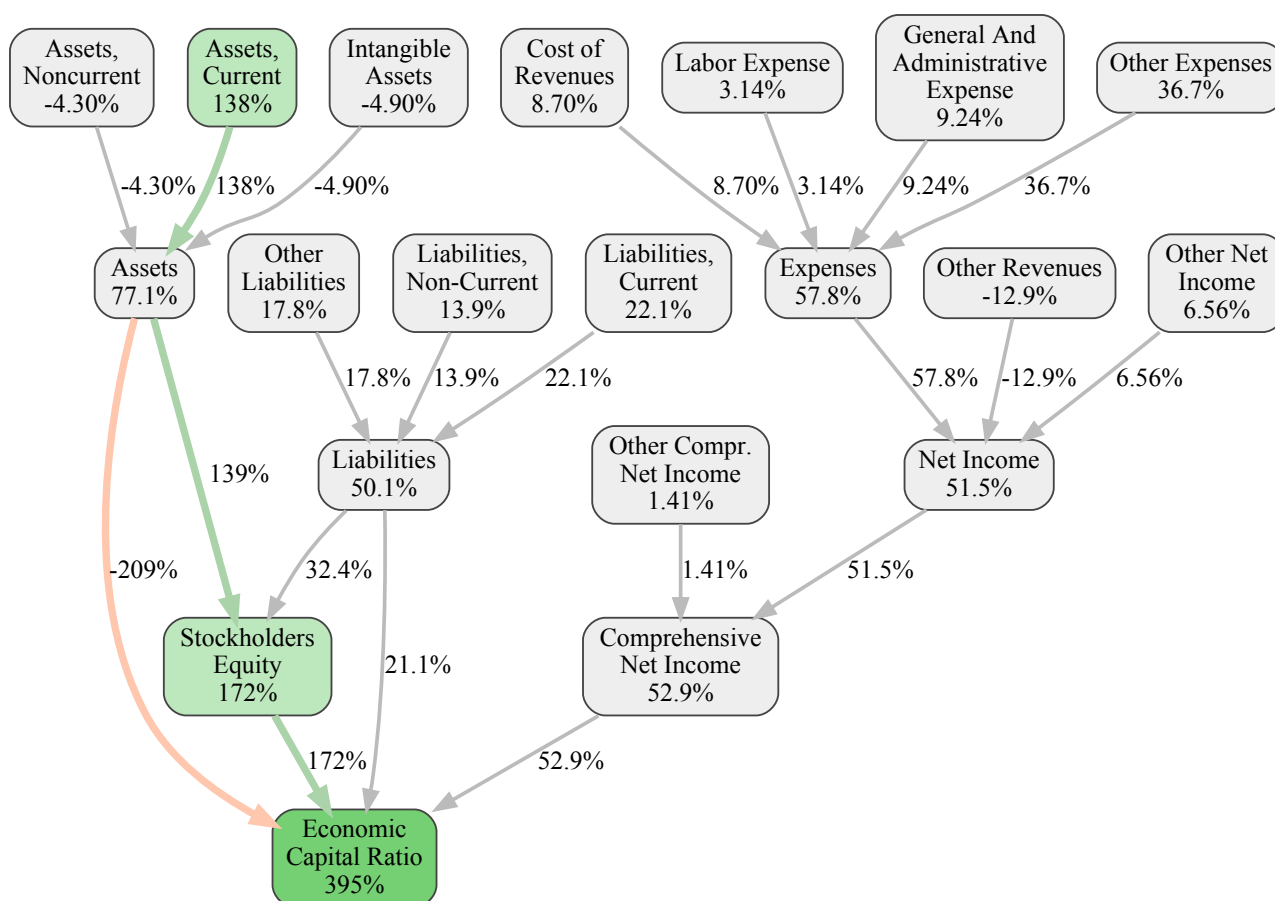 Assets,
Noncurrent
-4.30%
Assets,
Current
138%
Intangible
Assets
-4.90%
Cost of
Revenues
8.70%
Labor Expense
3.14%
General And
Administrative
Expense
9.24%
Other Expenses
36.7%
-4.30%
138%
-4.90%
8.70%
3.14%
9.24%
36.7%
Assets
77.1%
Other
Liabilities
17.8%
Liabilities,
Non-Current
13.9%
Liabilities,
Current
22.1%
Expenses
57.8%
Other Revenues
-12.9%
Other Net
Income
6.56%
17.8%
13.9%
22.1%
57.8%
-12.9%
6.56%
139%
Liabilities
50.1%
Other Compr.
Net Income
1.41%
Net Income
51.5%
-209%
32.4%
1.41%
51.5%
Stockholders
Equity
172%
21.1%
Comprehensive
Net Income
52.9%
172%
52.9%
Economic
Capital Ratio
395%